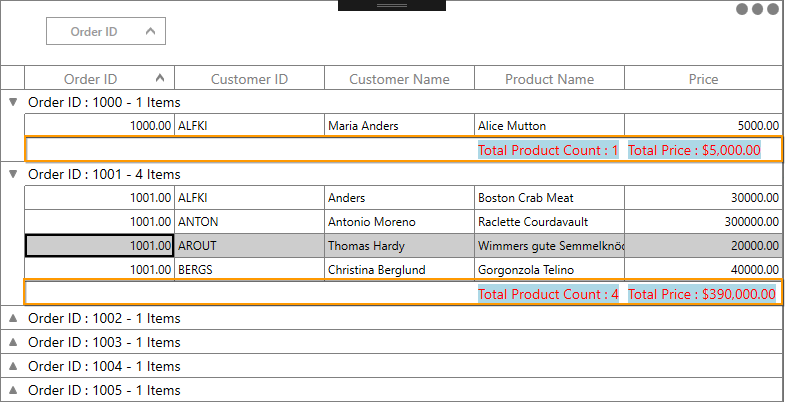 Order ID
Order ID Customer ID Customer Name Product Name Price
Order ID : 1000 - 1 Items
1000.00 ALFKI Maria Anders Alice Mutton 5000.00
Total Product Count : 1 Total Price : $5,000.00
Order ID : 1001 - 4 Items
1001.00 ALFKI Anders Boston Crab Meat 30000.00
1001.00 ANTON Antonio Moreno Raclette Courdavault 300000.00
1001.00 AROUT Thomas Hardy Wimmers gute Semmelknöd 20000.00
1001.00 BERGS Christina Berglund Gorgonzola Telino 40000.00
Total Product Count : 4 Total Price : $390,000.00
Order ID : 1002 - 1 Items
Order ID : 1003 - 1 Items
Order ID : 1004 - 1 Items
Order ID : 1005 - 1 Items